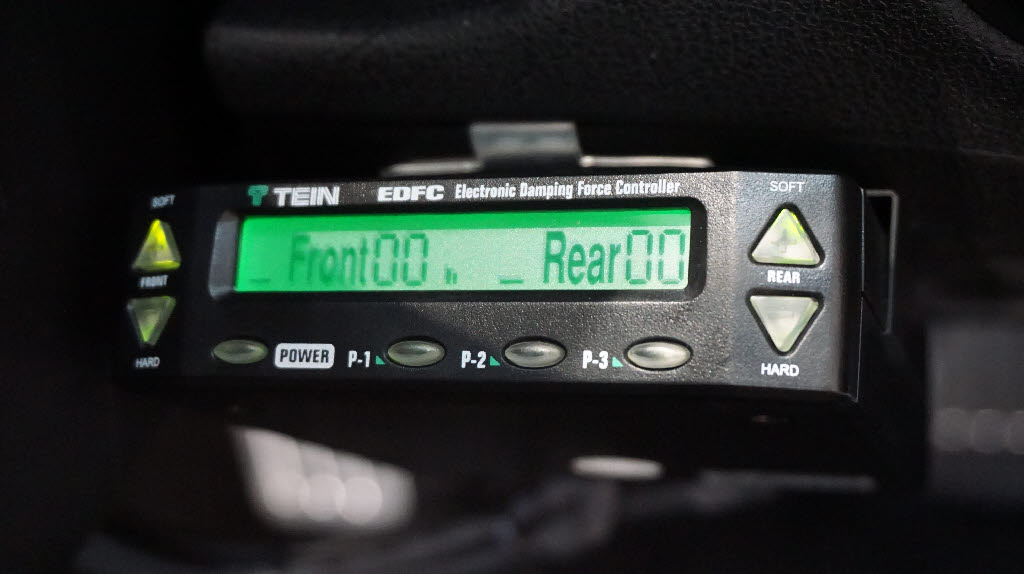 TEIN EDFC Electronic Damping Force Controller
SOFT
FRONT
HARD
Front00 Rear00
SOFT
REAR
HARD
POWER P-1 P-2 P-3